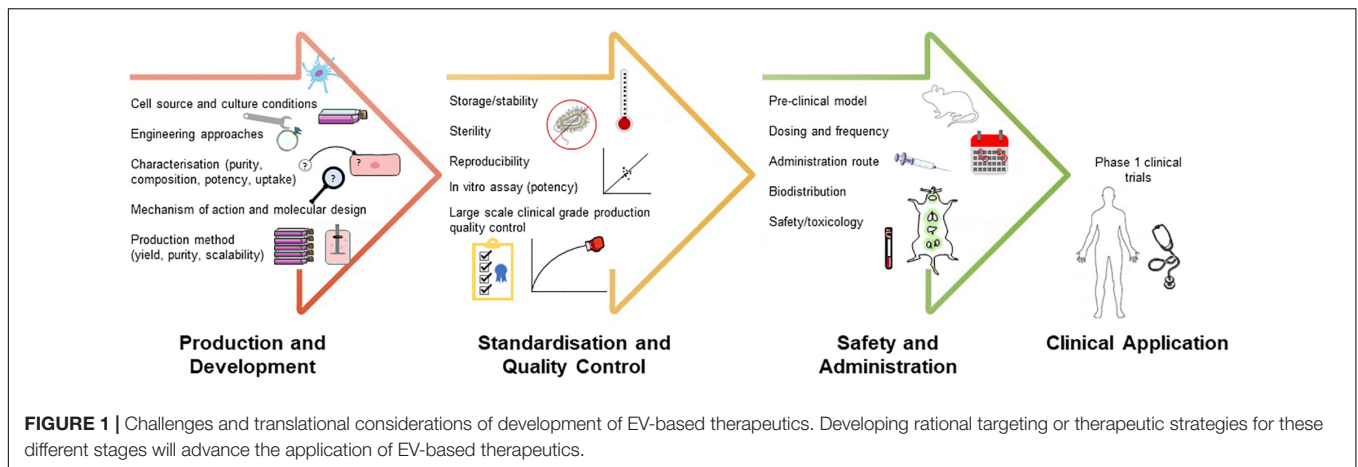 Cell source and culture conditions
Engineering approaches
Characterisation (purity,
composition, potency, uptake)
Mechanism of action and molecular design
Production method
(yield, purity, scalability)
?
?
?
Production and
Development
Storage/stability
Sterility
Reproducibility
In vitro assay (potency)
Large scale clinical grade production
quality control
Standardisation and
Quality Control
Pre-clinical model
Dosing and frequency
Administration route
Biodistribution
Safety/toxicology
Safety and
Administration
Phase 1 clinical
trials
Clinical Application
FIGURE 1 | Challenges and translational considerations of development of EV-based therapeutics. Developing rational targeting or therapeutic strategies for these
different stages will advance the application of EV-based therapeutics.